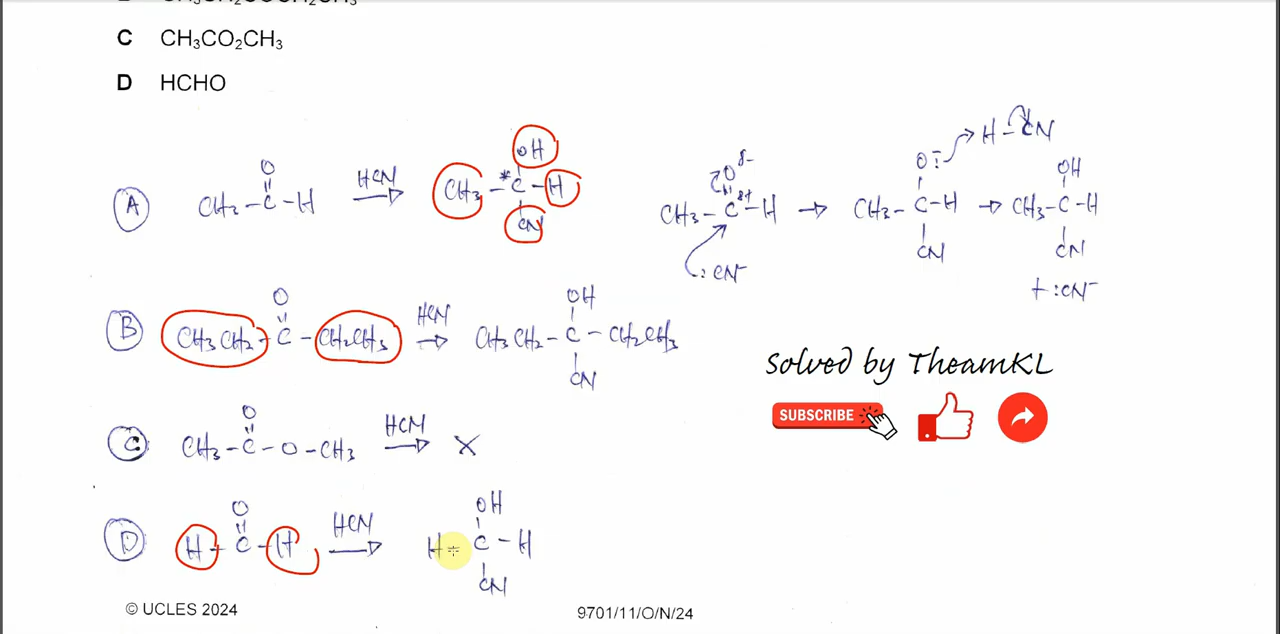 C CH₃CO₂CH₃
D HCHO
A CH₃ – C – H
O
HCN
CH₃ – *C – H
OH
CN
CH₃ – C δ+ – H
O δ-
:CN⁻
CH₃ – C – H
O:⁻
CN
H – CN
CH₃ – C – H
OH
CN
+ :CN⁻
B CH₃CH₂ – C – CH₂CH₃
O
HCN
CH₃CH₂ – C – CH₂CH₃
OH
CN
Solved by TheamKL
SUBSCRIBE
C CH₃ – C – O – CH₃
O
HCN
X
D H – C – H
O
HCN
H – C – H
OH
CN
© UCLES 2024
9701/11/O/N/24